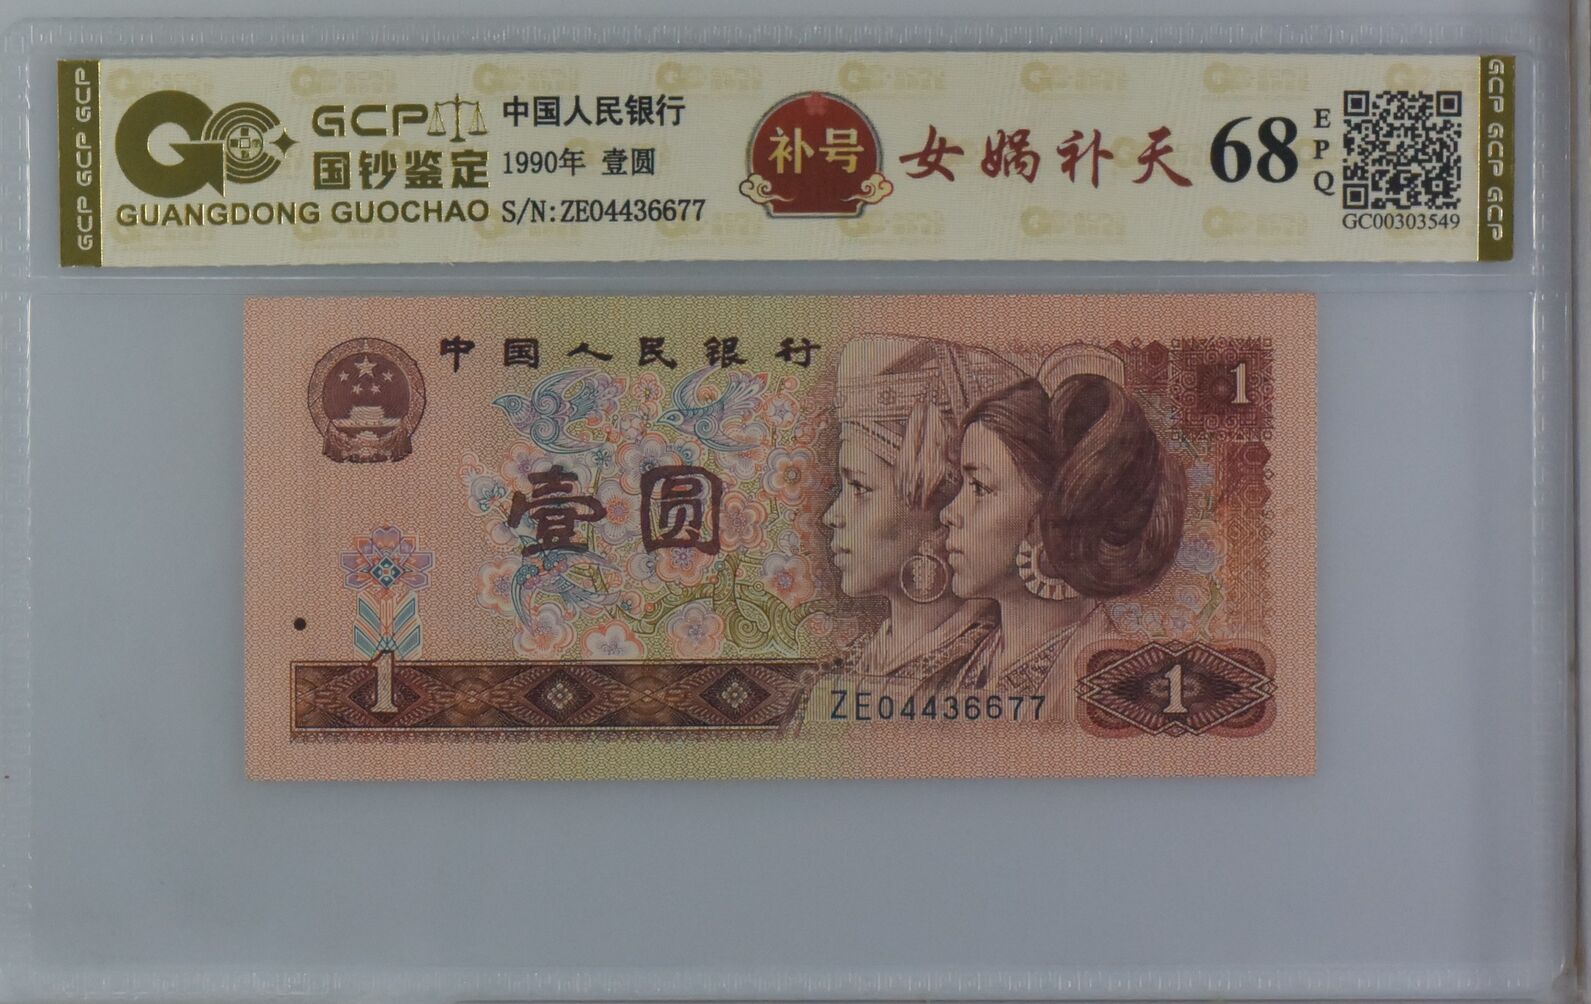 GCP GCP GCP
GCP
国钞鉴定
GUANGDONG GUOCHAO
中国人民银行
1990年 壹圆
S/N:ZE04436677
补号
女娲补天
68
EPQ
GC00303549
GCP GCP GCP
中国人民银行
1
壹圆
1
ZE04436677
1